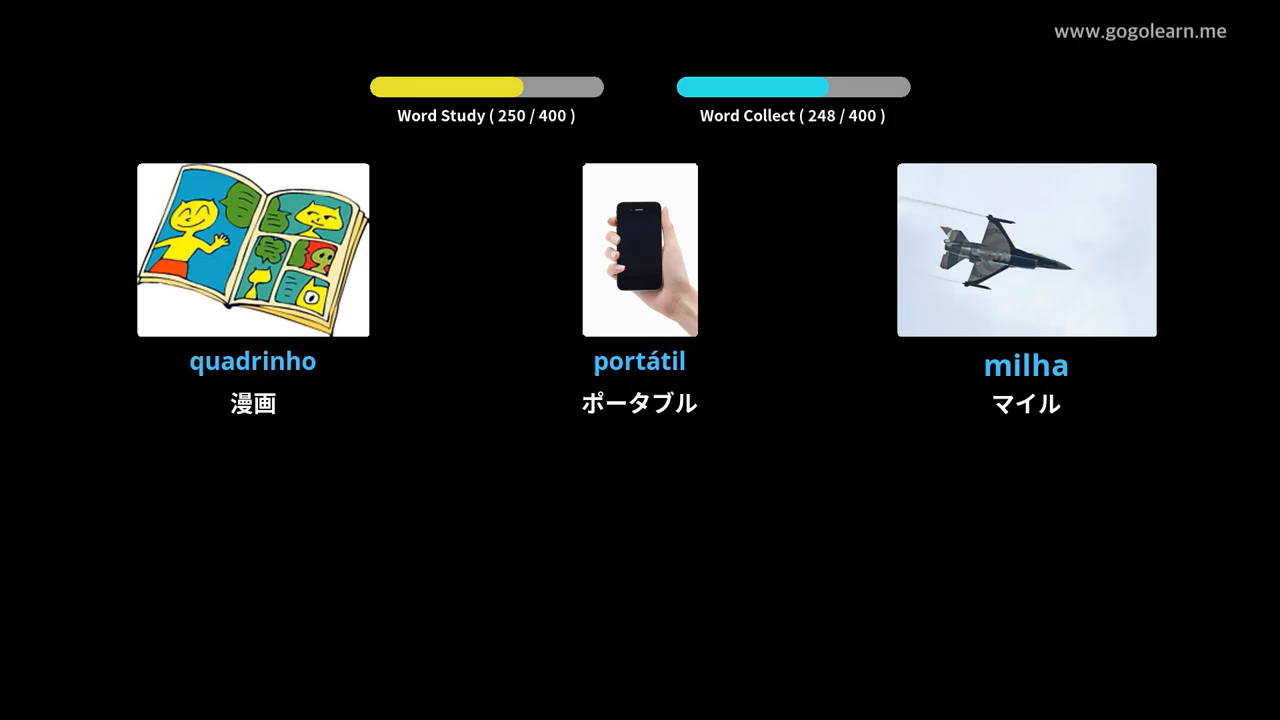 www.gogolearn.me
Word Study ( 250 / 400 )
Word Collect ( 248 / 400 )
quadrinho
portátil
milha
漫画
ポータブル
マイル